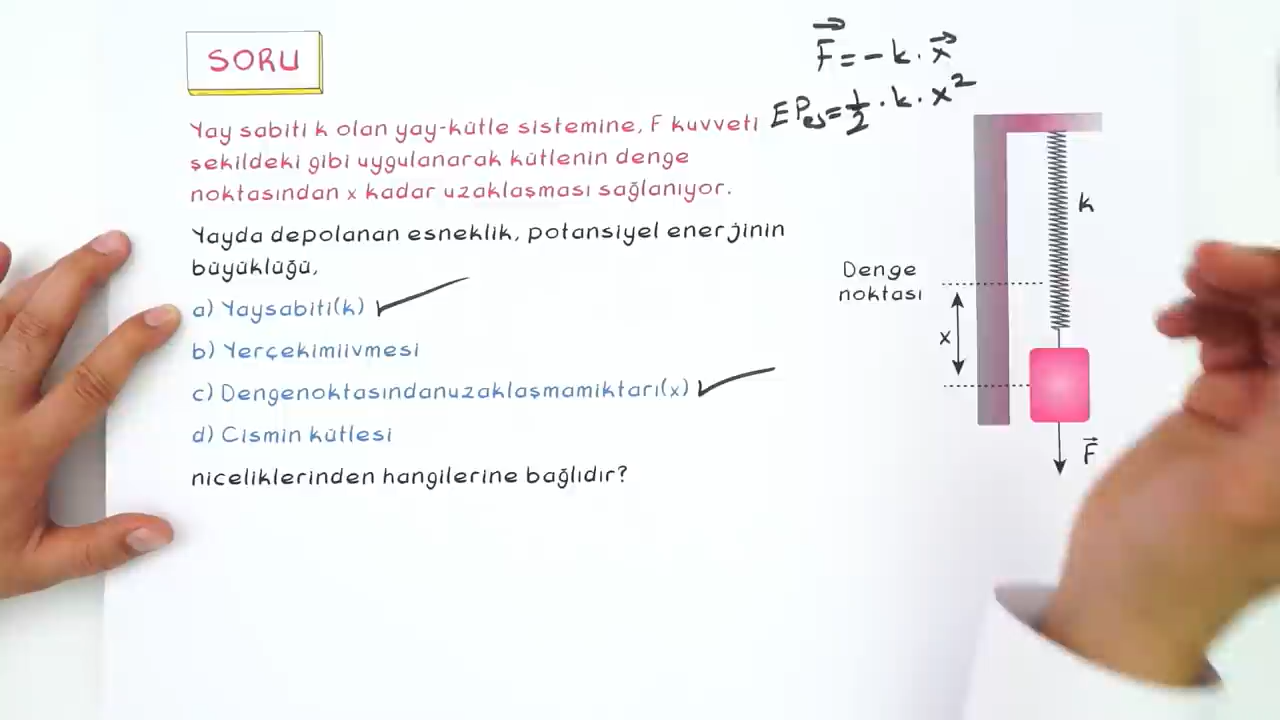 SORU
F = - k . x
EPes = 1/2 . k . x²
Yay sabiti k olan yay-kütle sistemine, F kuvveti
şekildeki gibi uygulanarak kütlenin denge
noktasından x kadar uzaklaşması sağlanıyor.
Yayda depolanan esneklik, potansiyel enerjinin
büyüklüğü,
a) Yaysabiti(k)
b) Yerçekimiivmesi
c) Dengenoktasındanuzaklaşmamiktarı(x)
d) Cismin kütlesi
niceliklerinden hangilerine bağlıdır?
k
Denge
noktası
x
F